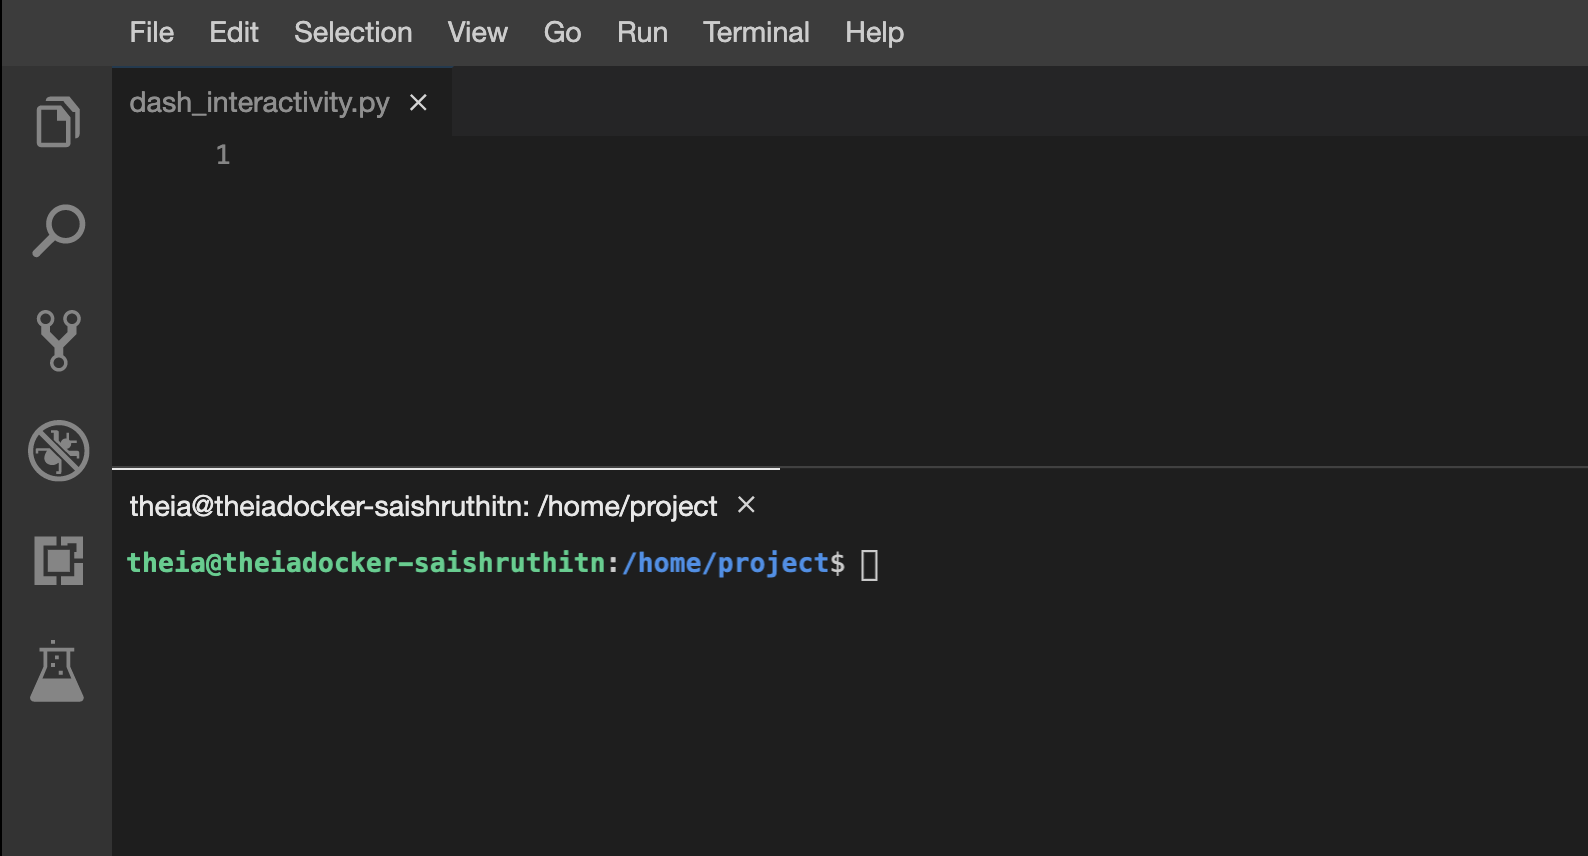 File Edit Selection View Go Run Terminal Help
dash_interactivity.py ×
1
theia@theiadocker-saishruthitn: /home/project ×
theia@theiadocker-saishruthitn:/home/project$